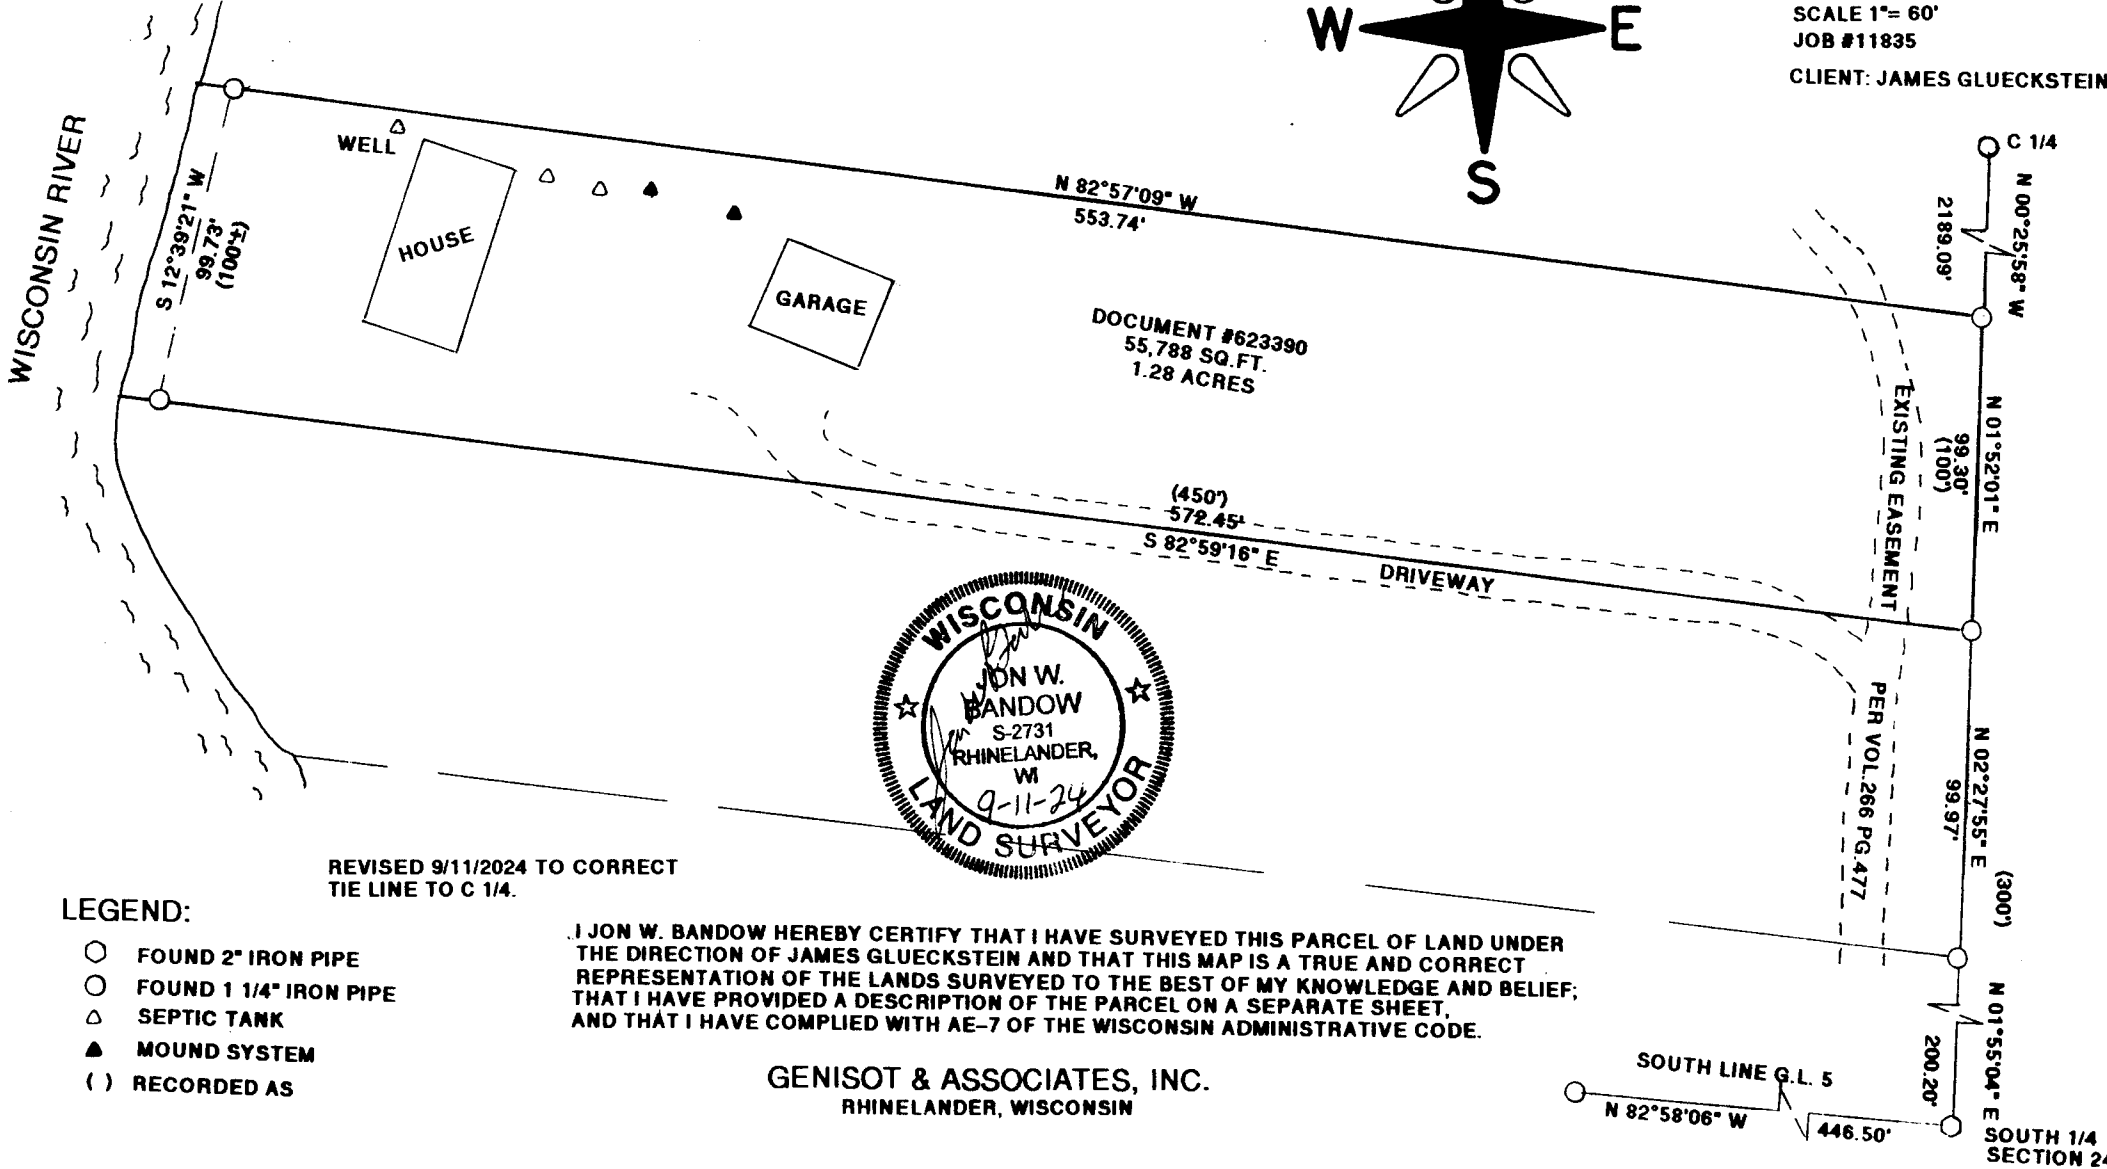 W
E
S
SCALE 1"= 60'
JOB #11835
CLIENT: JAMES GLUECKSTEIN
C 1/4
N 00°25'58" W
2189.09'
WISCONSIN RIVER
WELL
HOUSE
GARAGE
S 12°39'21" W
99.73'
(100'±)
N 82°57'09" W
553.74'
DOCUMENT #623390
55,788 SQ.FT.
1.28 ACRES
EXISTING EASEMENT
N 01°52'01" E
99.30'
(100')
(450')
572.45'
S 82°59'16" E
DRIVEWAY
PER VOL.266 PG.477
N 02°27'55" E
99.97'
(300')
WISCONSIN
JON W.
BANDOW
S-2731
RHINELANDER,
WI
9-11-24
LAND SURVEYOR
REVISED 9/11/2024 TO CORRECT
TIE LINE TO C 1/4.
LEGEND:
FOUND 2" IRON PIPE
FOUND 1 1/4" IRON PIPE
SEPTIC TANK
MOUND SYSTEM
( ) RECORDED AS
I JON W. BANDOW HEREBY CERTIFY THAT I HAVE SURVEYED THIS PARCEL OF LAND UNDER
THE DIRECTION OF JAMES GLUECKSTEIN AND THAT THIS MAP IS A TRUE AND CORRECT
REPRESENTATION OF THE LANDS SURVEYED TO THE BEST OF MY KNOWLEDGE AND BELIEF;
THAT I HAVE PROVIDED A DESCRIPTION OF THE PARCEL ON A SEPARATE SHEET,
AND THAT I HAVE COMPLIED WITH AE-7 OF THE WISCONSIN ADMINISTRATIVE CODE.
GENISOT & ASSOCIATES, INC.
RHINELANDER, WISCONSIN
N 01°55'04" E
200.20'
SOUTH LINE G.L. 5
N 82°58'06" W
446.50'
SOUTH 1/4
SECTION 24